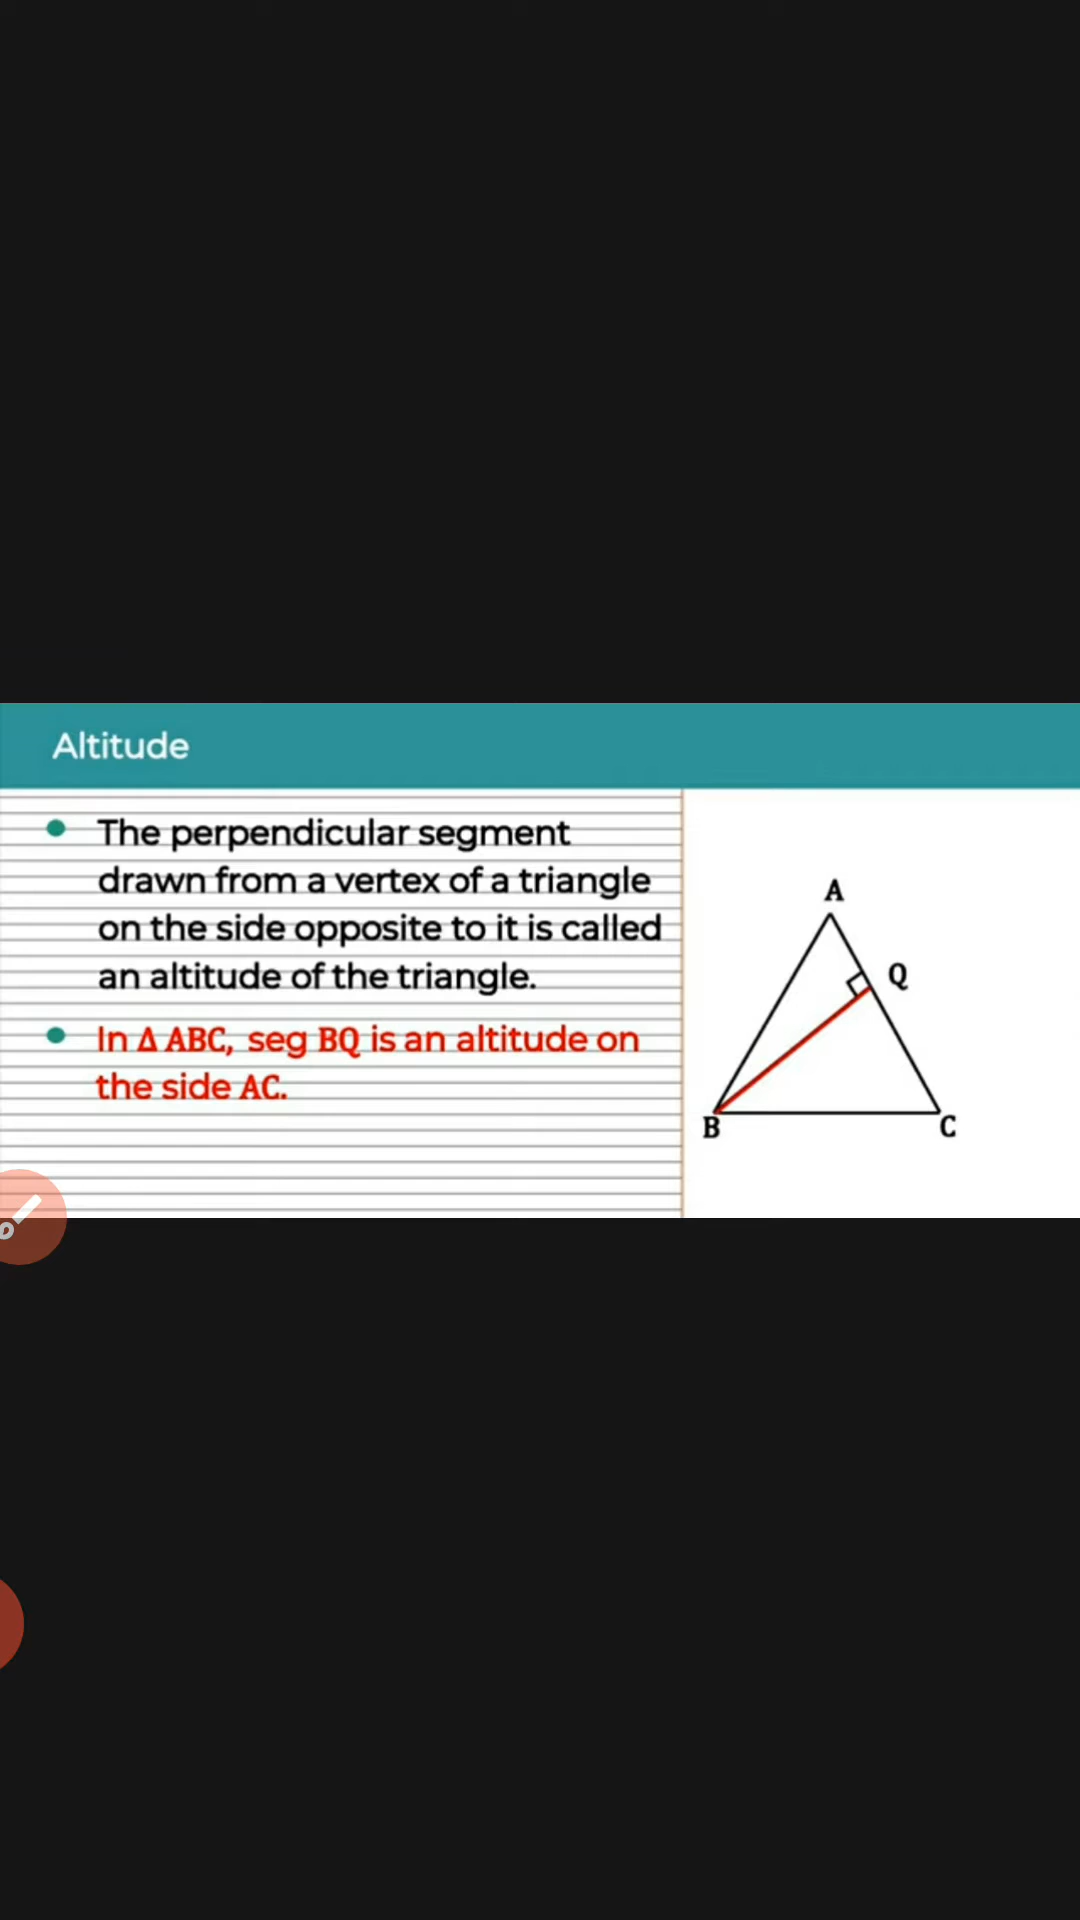 Altitude
The perpendicular segment
drawn from a vertex of a triangle
on the side opposite to it is called
an altitude of the triangle.
In Δ ABC, seg BQ is an altitude on
the side AC.
A
Q
B
C